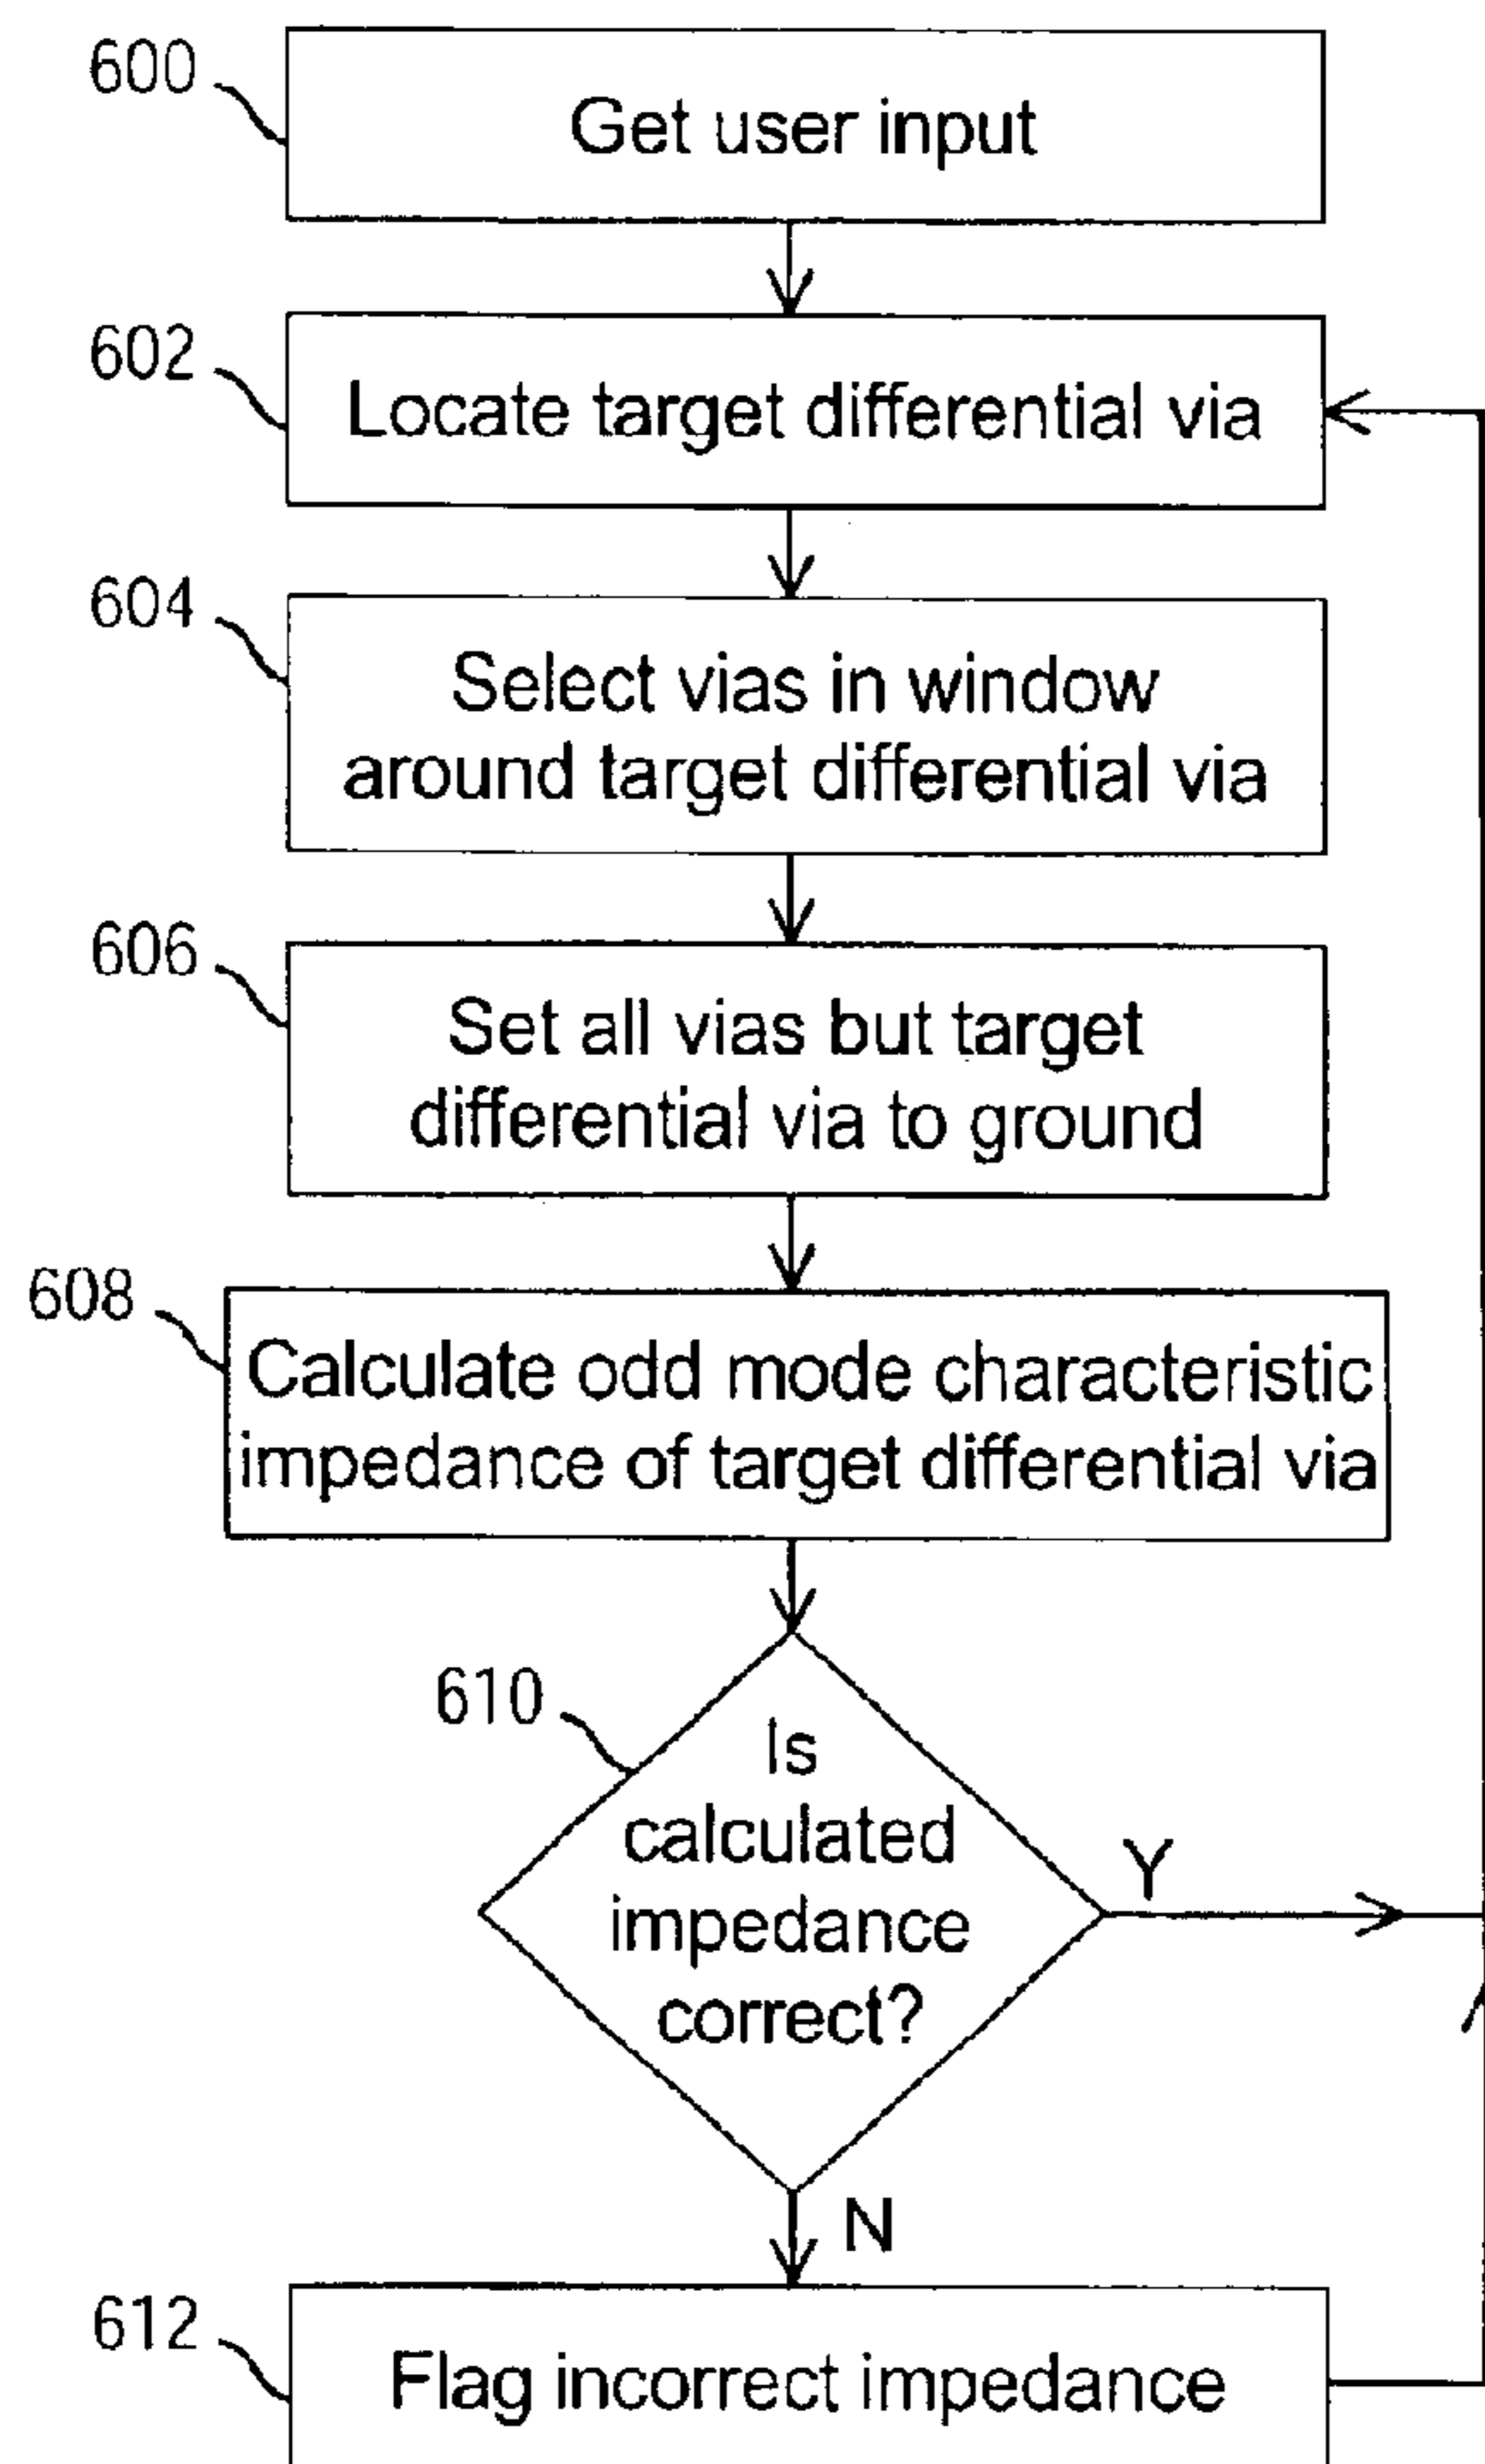 600
Get user input
602
Locate target differential via
604
Select vias in window
around target differential via
606
Set all vias but target
differential via to ground
608
Calculate odd mode characteristic
impedance of target differential via
610
Is
calculated
impedance
correct?
Y
N
612
Flag incorrect impedance